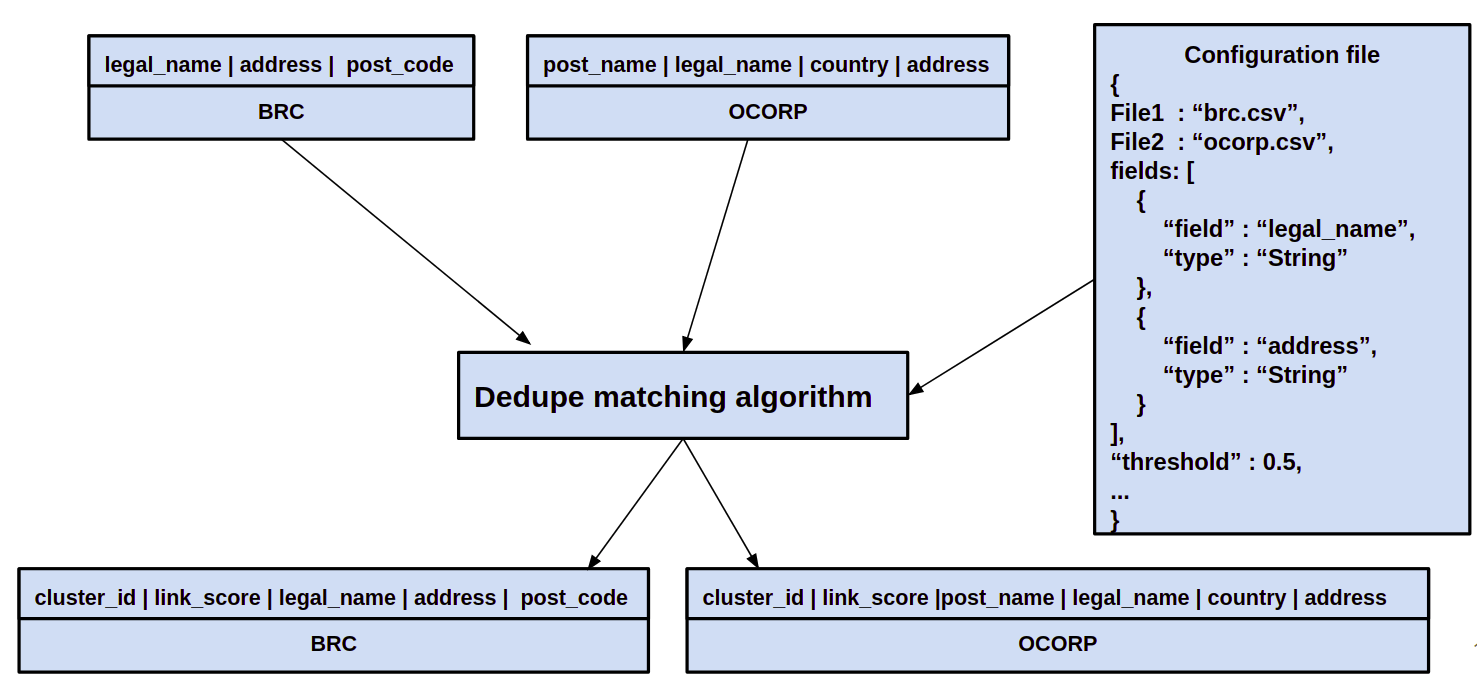 legal_name | address |  post_code
BRC
post_name | legal_name | country | address
OCORP
Configuration file
{
File1  : “brc.csv”,
File2  : “ocorp.csv”,
fields: [
{
“field” : “legal_name”,
“type” : “String”
},
{
“field” : “address”,
“type” : “String”
}
],
“threshold” : 0.5,
...
}
Dedupe matching algorithm
cluster_id | link_score | legal_name | address |  post_code
BRC
cluster_id | link_score |post_name | legal_name | country | address
OCORP